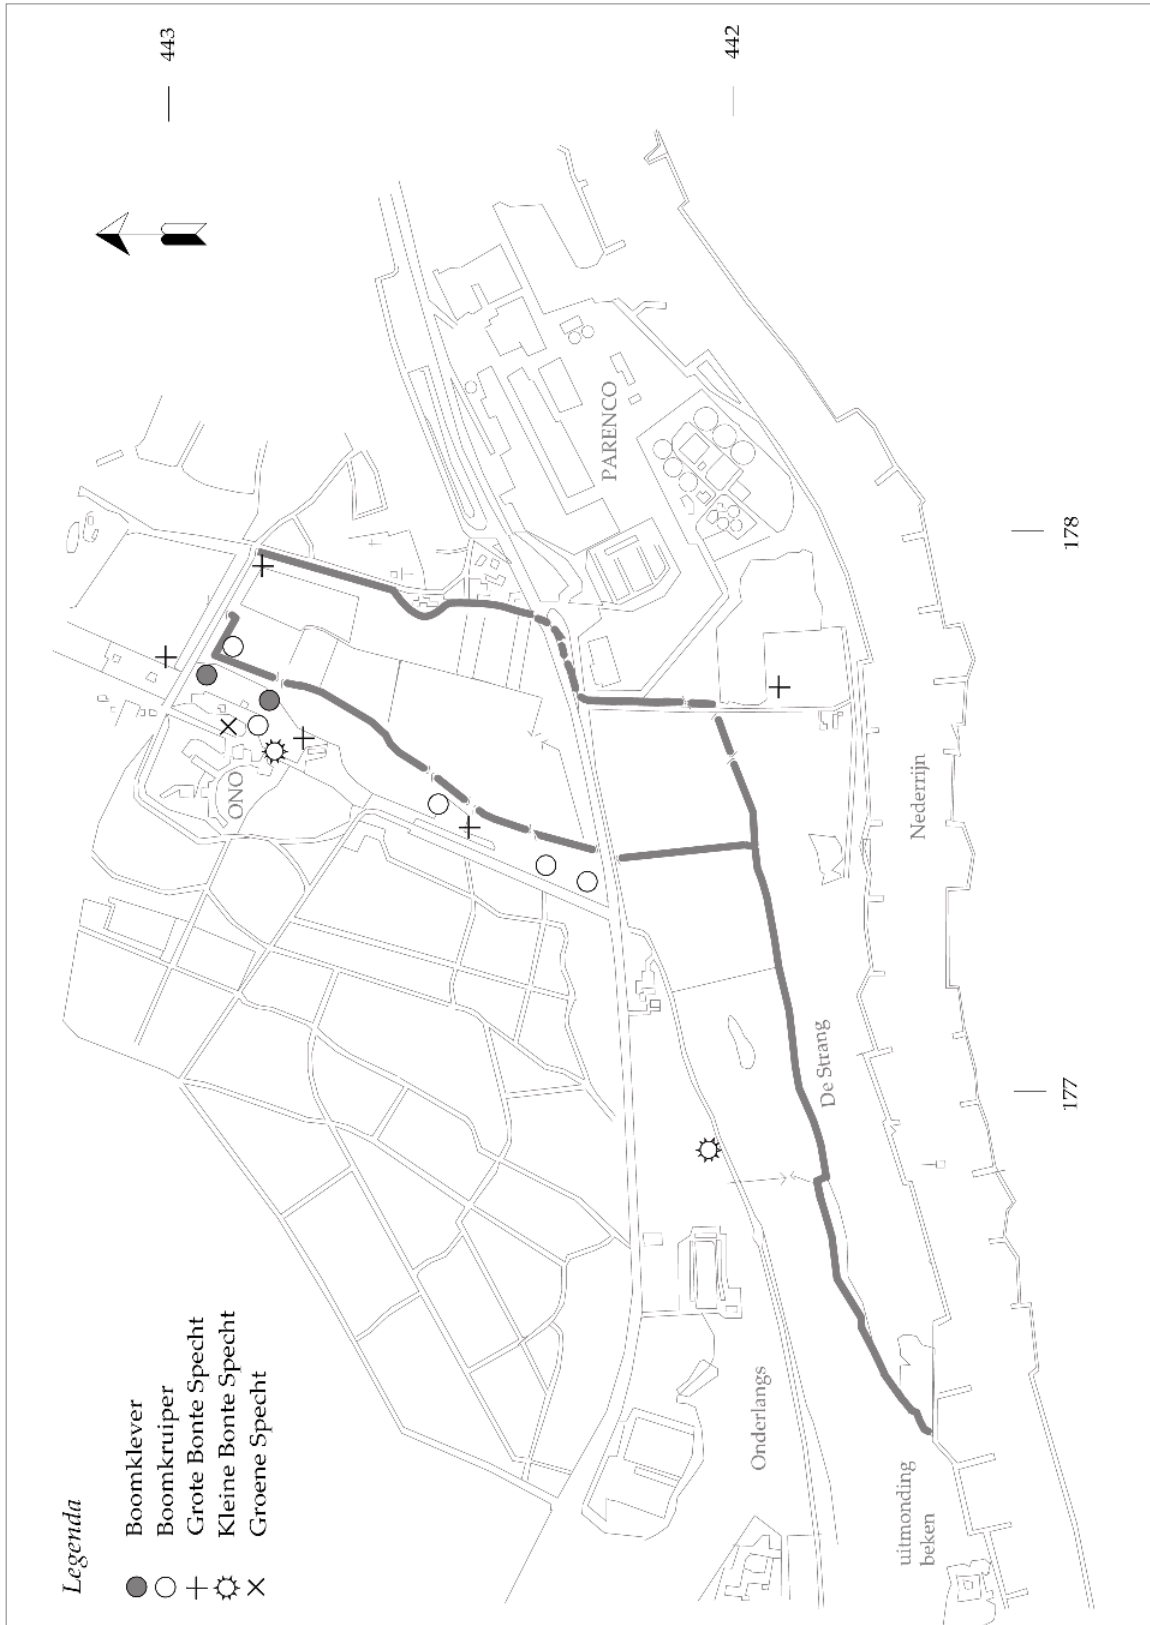 Legenda
Boomklever
Boomkruiper
Grote Bonte Specht
Kleine Bonte Specht
Groene Specht
443
442
178
177
ONO
PARENCO
Nederrijn
De Strang
Onderlangs
uitmonding
beken